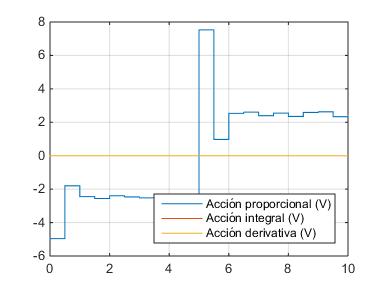 8
6
4
2
0
-2
-4
-6
0 2 4 6 8 10
Acción proporcional (V)
Acción integral (V)
Acción derivativa (V)